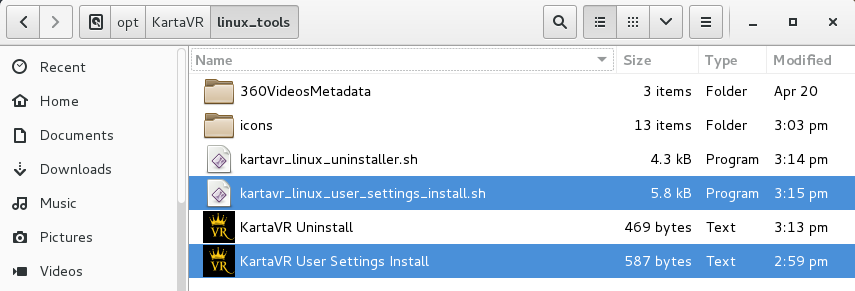 opt KartaVR linux_tools
Name Size Type Modified
Recent 360VideosMetadata 3 items Folder Apr 20
Home icons 13 items Folder 3:03 pm
Documents kartavr_linux_uninstaller.sh 4.3 kB Program 3:14 pm
Downloads kartavr_linux_user_settings_install.sh 5.8 kB Program 3:15 pm
Music VR KartaVR Uninstall 469 bytes Text 3:13 pm
Pictures VR KartaVR User Settings Install 587 bytes Text 2:59 pm
Videos